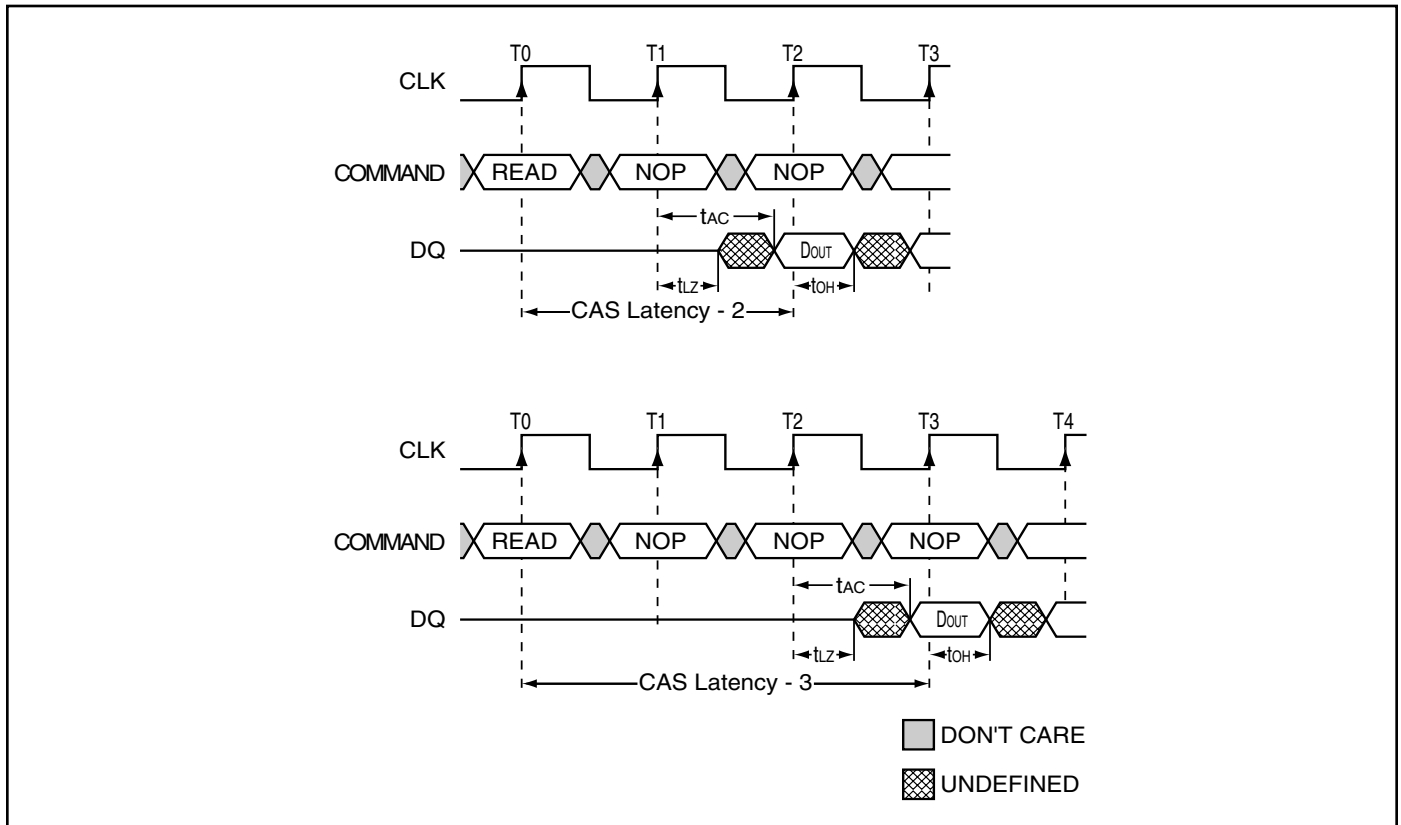 T0 T1 T2 T3
CLK
COMMAND READ NOP NOP
tAC
DQ DOUT
tLZ tOH
CAS Latency - 2
T0 T1 T2 T3 T4
CLK
COMMAND READ NOP NOP NOP
tAC
DQ DOUT
tLZ tOH
CAS Latency - 3
DON'T CARE
UNDEFINED